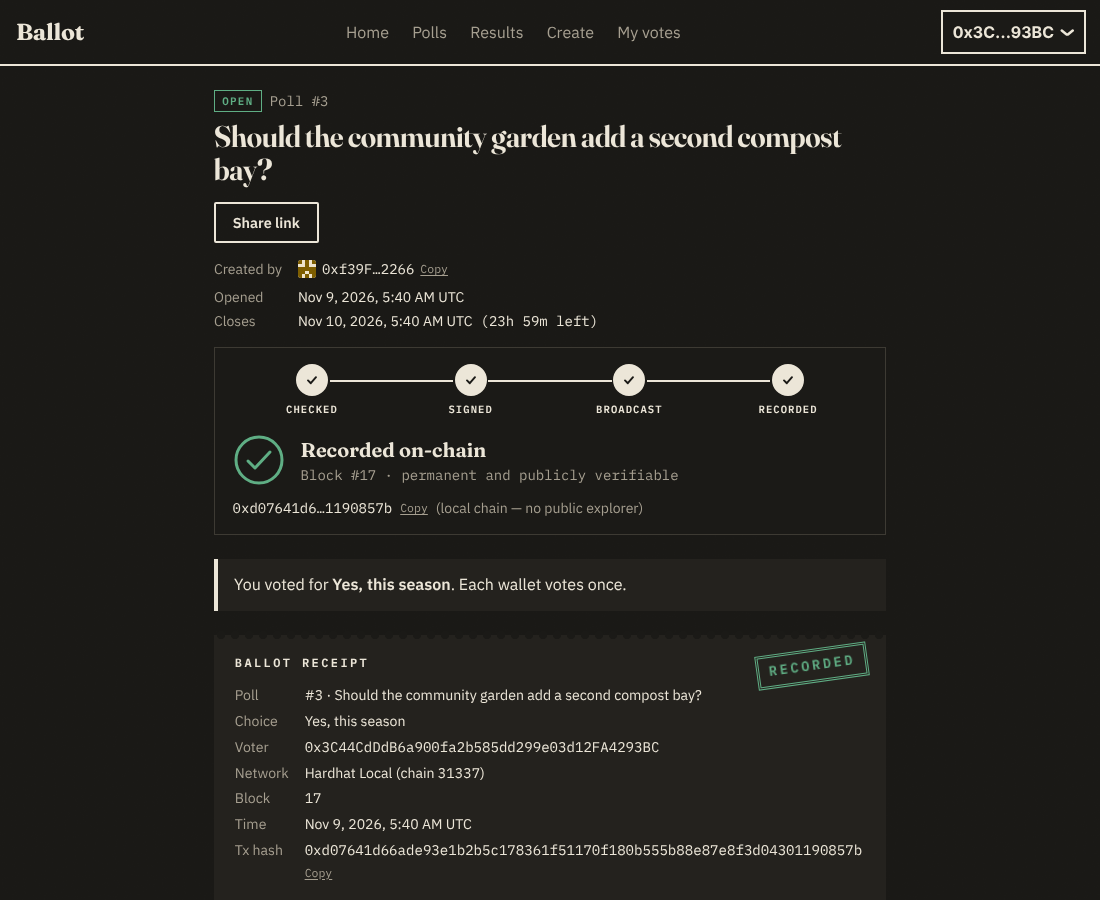 Ballot
Home Polls Results Create My votes
0x3C...93BC
OPEN Poll #3
Should the community garden add a second compost
bay?
Share link
Created by 0xf39F…2266 Copy
Opened Nov 9, 2026, 5:40 AM UTC
Closes Nov 10, 2026, 5:40 AM UTC (23h 59m left)
CHECKED SIGNED BROADCAST RECORDED
Recorded on-chain
Block #17 · permanent and publicly verifiable
0xd07641d6…1190857b Copy (local chain — no public explorer)
You voted for Yes, this season. Each wallet votes once.
BALLOT RECEIPT
RECORDED
Poll #3 · Should the community garden add a second compost bay?
Choice Yes, this season
Voter 0x3C44CdDdB6a900fa2b585dd299e03d12FA4293BC
Network Hardhat Local (chain 31337)
Block 17
Time Nov 9, 2026, 5:40 AM UTC
Tx hash 0xd07641d66ade93e1b2b5c178361f51170f180b555b88e87e8f3d04301190857b
Copy